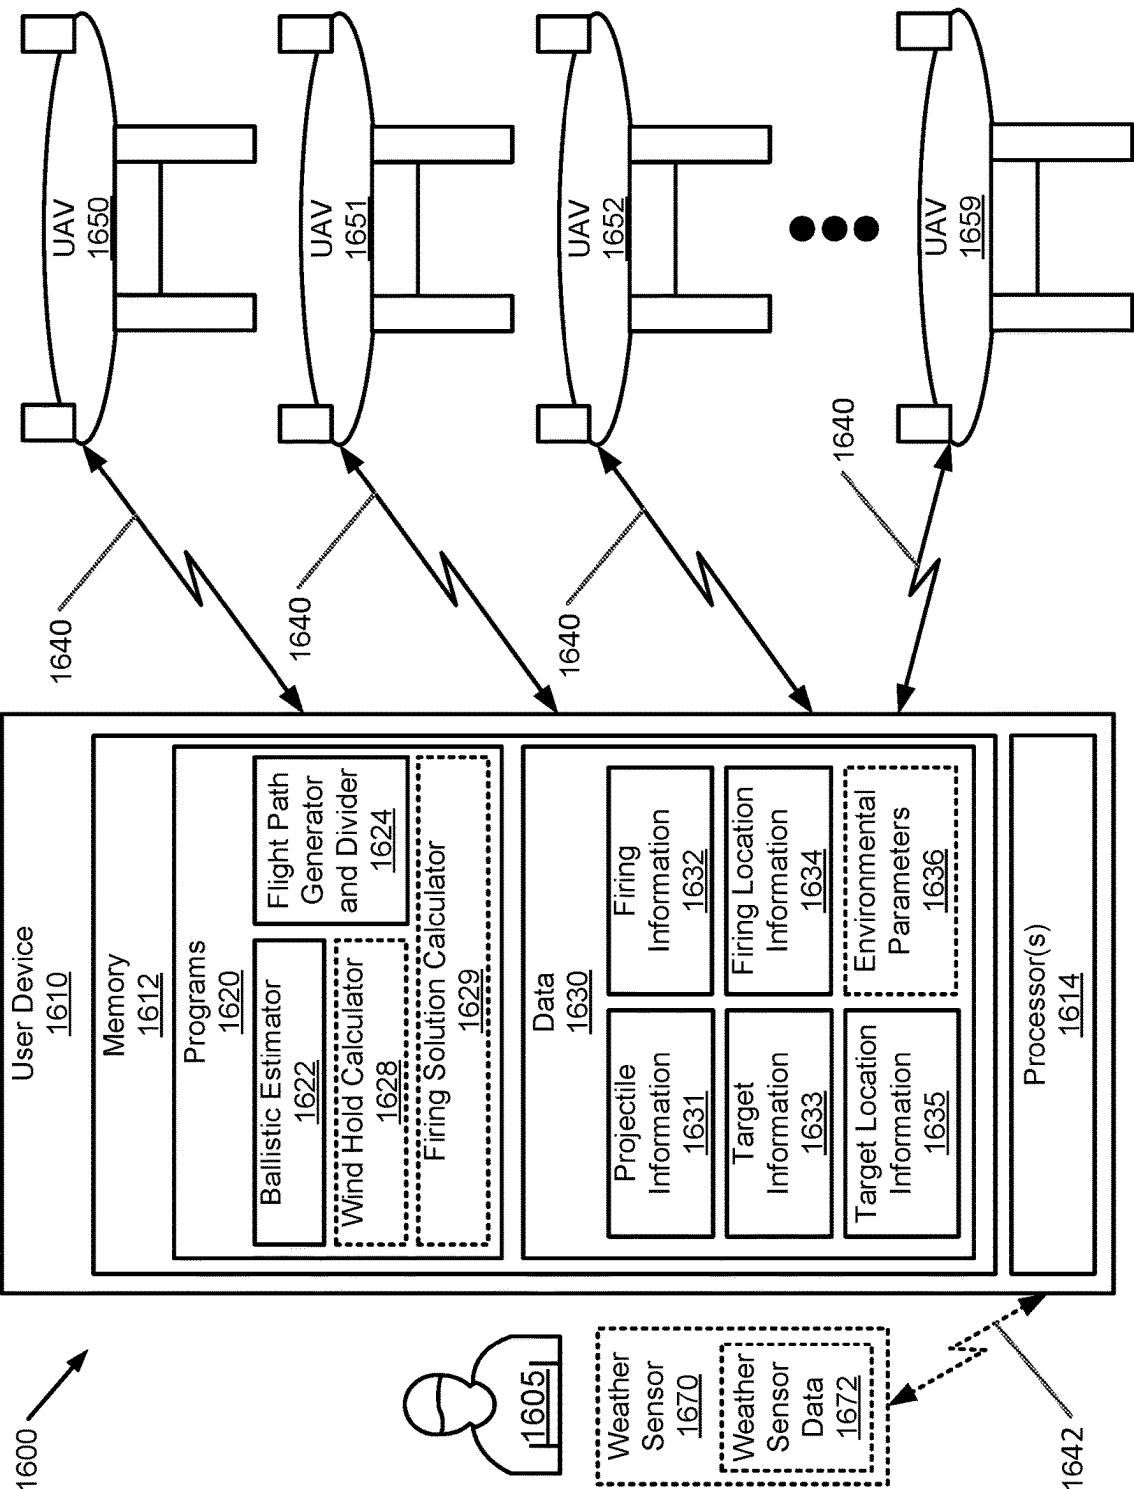 1600
User Device
1610
Memory
1612
Programs
1620
Ballistic Estimator
1622
Flight Path
Generator
and Divider
1624
Wind Hold Calculator
1628
Firing Solution Calculator
1629
Data
1630
Projectile
Information
1631
Firing
Information
1632
Target
Information
1633
Firing Location
Information
1634
Target Location
Information
1635
Environmental
Parameters
1636
Processor(s)
1614
1605
Weather
Sensor
1670
Weather
Sensor
Data
1672
1642
1640
1640
1640
1640
UAV
1650
UAV
1651
UAV
1652
UAV
1659